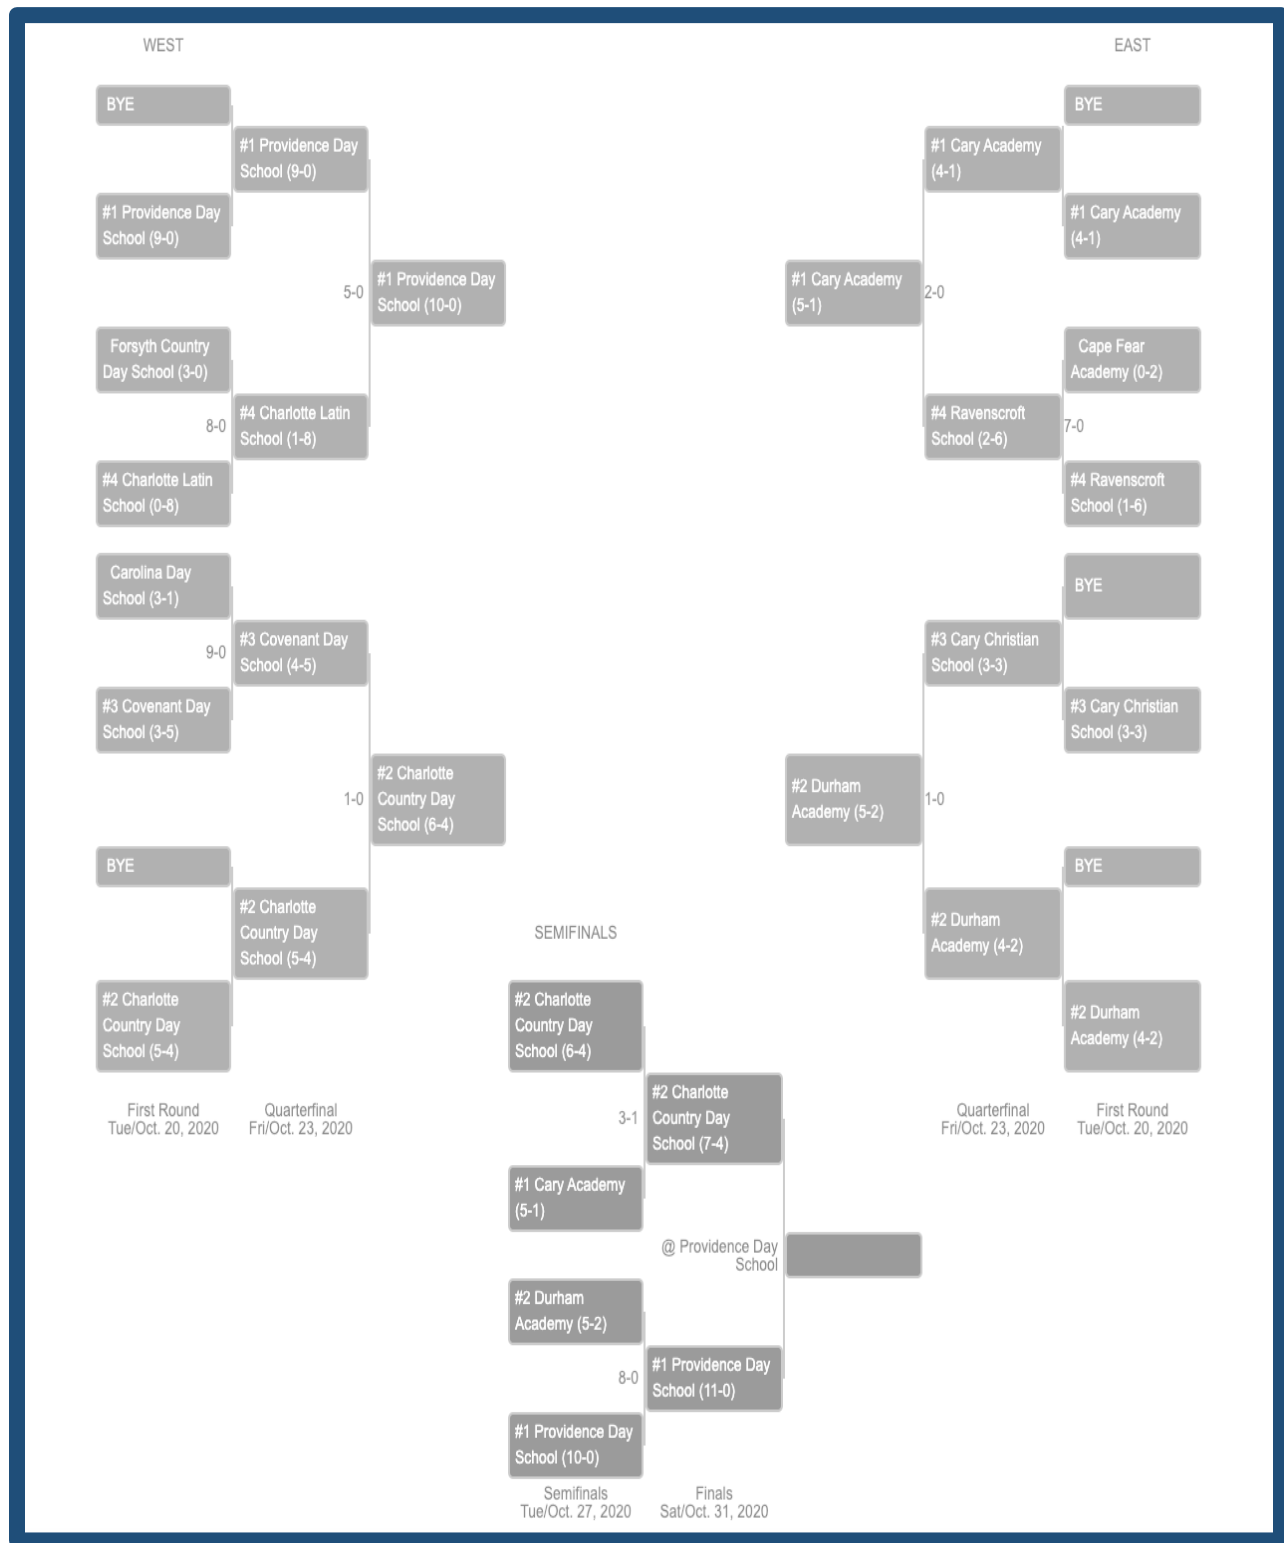 WEST
EAST
BYE
#1 Providence Day
School (9-0)
#1 Providence Day
School (9-0)
5-0
#1 Providence Day
School (10-0)
Forsyth Country
Day School (3-0)
8-0
#4 Charlotte Latin
School (1-8)
#4 Charlotte Latin
School (0-8)
Carolina Day
School (3-1)
9-0
#3 Covenant Day
School (4-5)
#3 Covenant Day
School (3-5)
1-0
#2 Charlotte
Country Day
School (6-4)
BYE
#2 Charlotte
Country Day
School (5-4)
#2 Charlotte
Country Day
School (5-4)
First Round
Tue/Oct. 20, 2020
Quarterfinal
Fri/Oct. 23, 2020
BYE
#1 Cary Academy
(4-1)
#1 Cary Academy
(4-1)
#1 Cary Academy
(5-1)
2-0
Cape Fear
Academy (0-2)
#4 Ravenscroft
School (2-6)
7-0
#4 Ravenscroft
School (1-6)
BYE
#3 Cary Christian
School (3-3)
#3 Cary Christian
School (3-3)
#2 Durham
Academy (5-2)
1-0
BYE
#2 Durham
Academy (4-2)
#2 Durham
Academy (4-2)
Quarterfinal
Fri/Oct. 23, 2020
First Round
Tue/Oct. 20, 2020
SEMIFINALS
#2 Charlotte
Country Day
School (6-4)
3-1
#2 Charlotte
Country Day
School (7-4)
#1 Cary Academy
(5-1)
@ Providence Day
School
#2 Durham
Academy (5-2)
8-0
#1 Providence Day
School (11-0)
#1 Providence Day
School (10-0)
Semifinals
Tue/Oct. 27, 2020
Finals
Sat/Oct. 31, 2020